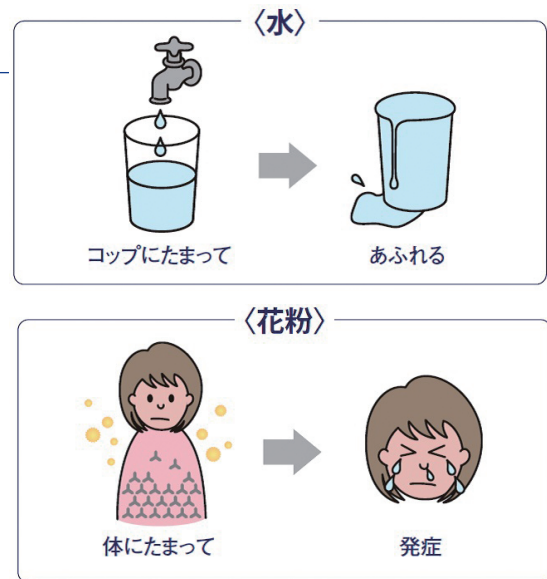 〈水〉
コップにたまって
あふれる
〈花粉〉
体にたまって
発症